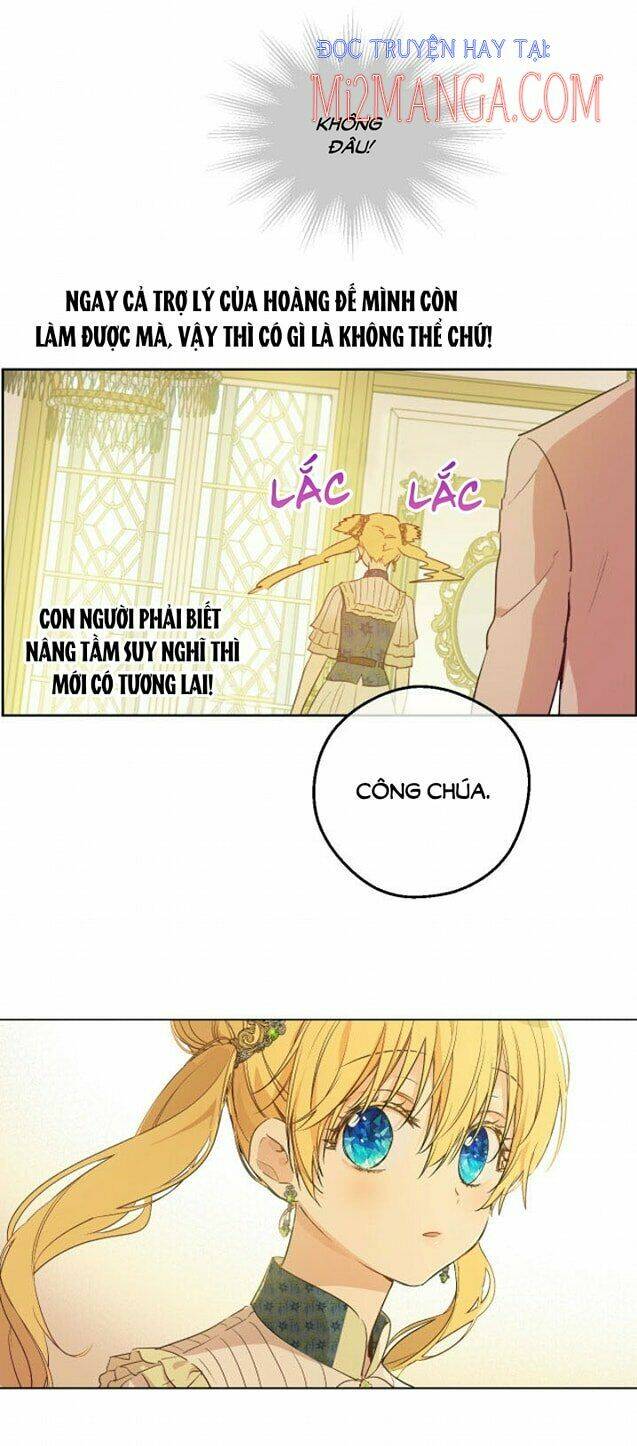 ĐỌC TRUYỆN HAY TẠI:
MI2MANGA.COM
KHÔNG
ĐÂU!
NGAY CẢ TRỢ LÝ CỦA HOÀNG ĐẾ MÌNH CÒN
LÀM ĐƯỢC MÀ, VẬY THÌ CÓ GÌ LÀ KHÔNG THỂ CHỨ!
LẮC LẮC
CON NGƯỜI PHẢI BIẾT
NÂNG TẦM SUY NGHĨ THÌ
MỚI CÓ TƯƠNG LAI!
CÔNG CHÚA.